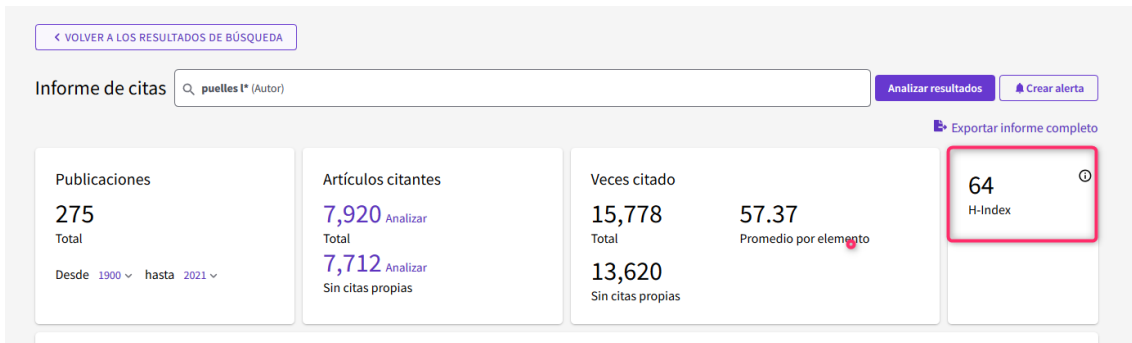 VOLVER A LOS RESULTADOS DE BÚSQUEDA
Informe de citas
puelles l* (Autor)
Analizar resultados
Crear alerta
Exportar informe completo
Publicaciones
275
Total
Desde 1900 hasta 2021
Artículos citantes
7,920 Analizar
Total
7,712 Analizar
Sin citas propias
Veces citado
15,778
Total
13,620
Sin citas propias
57.37
Promedio por elemento
64
H-Index